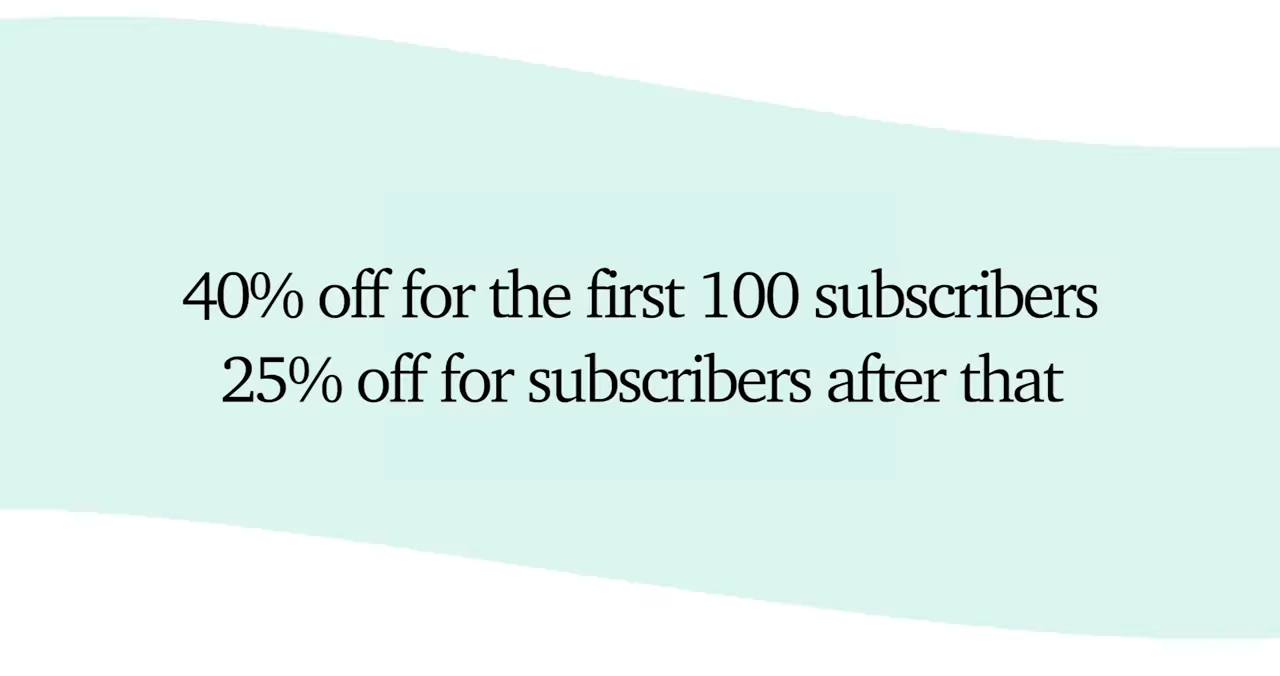 40% off for the first 100 subscribers
25% off for subscribers after that